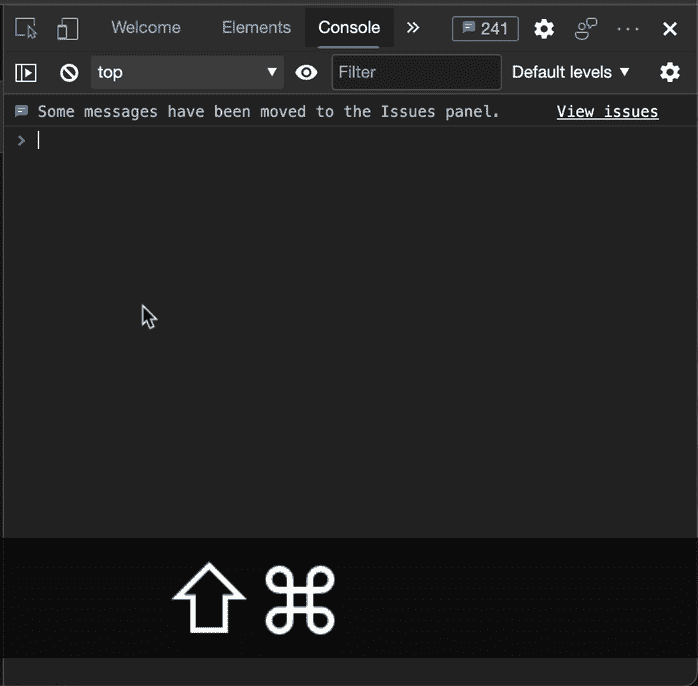 Welcome Elements Console » 241 ...
top ▼ Filter Default levels ▼
Some messages have been moved to the Issues panel. View issues
>
⇧ ⌘